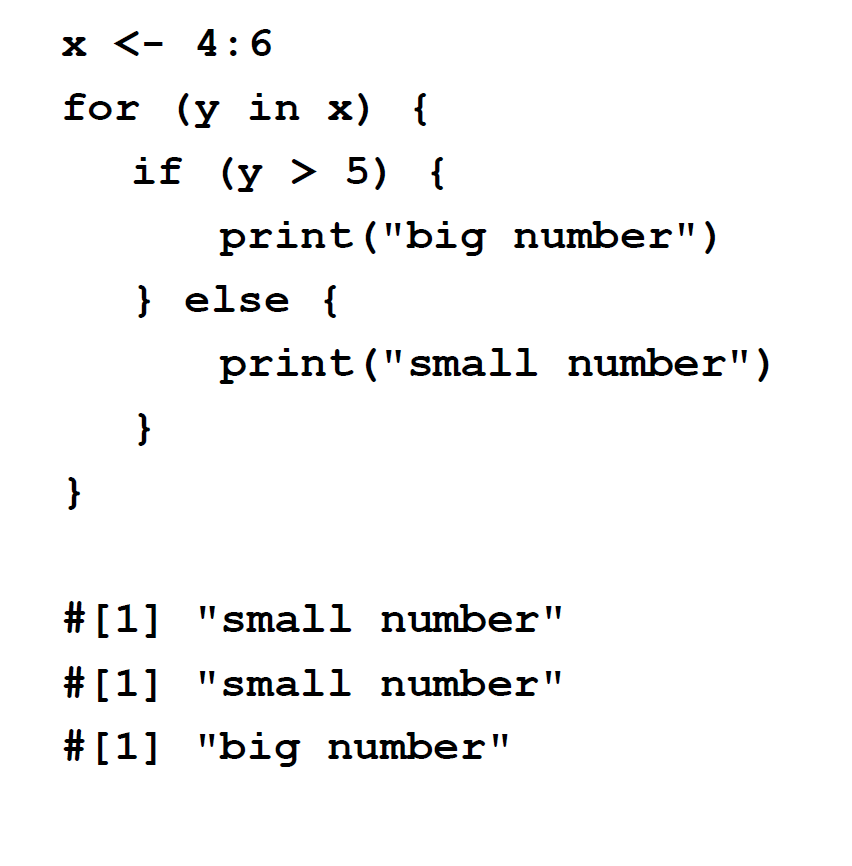 x <- 4:6
for (y in x) {
if (y > 5) {
print("big number")
} else {
print("small number")
}
}
#[1] "small number"
#[1] "small number"
#[1] "big number"